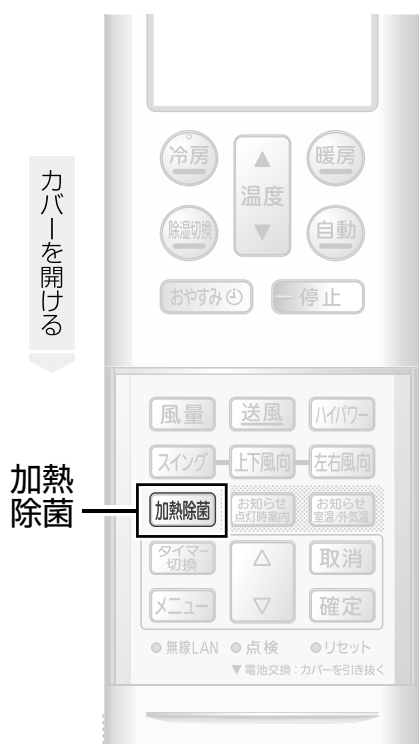 冷房
暖房
温度
除湿切換
自動
おやすみ
停止
カバーを開ける
風量
送風
ハイパワー
スイング
上下風向
左右風向
加熱
除菌
加熱除菌
お知らせ
点灯時案内
お知らせ
室温/外気温
タイマー
切換
取消
メニュー
確定
無線LAN
点検
リセット
▼電池交換:カバーを引き抜く